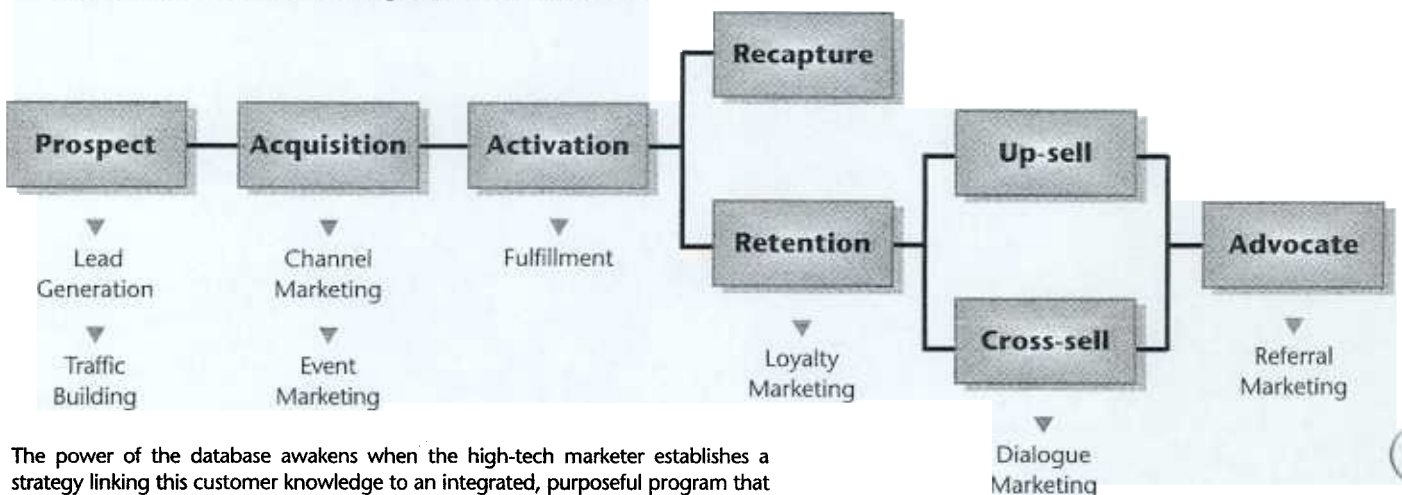 Recapture
Prospect
Acquisition
Activation
Up-sell
Retention
Advocate
Cross-sell
Lead
Generation
Channel
Marketing
Fulfillment
Traffic
Building
Event
Marketing
Loyalty
Marketing
Referral
Marketing
Dialogue
Marketing
The power of the database awakens when the high-tech marketer establishes a
strategy linking this customer knowledge to an integrated, purposeful program that